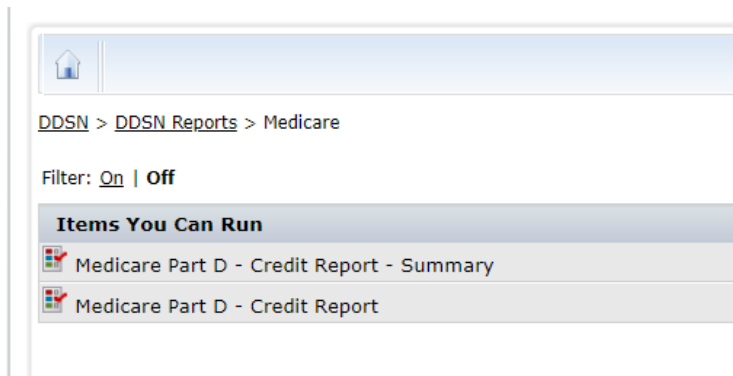 DDSN > DDSN Reports > Medicare
Filter: On | Off
Items You Can Run
Medicare Part D - Credit Report - Summary
Medicare Part D - Credit Report